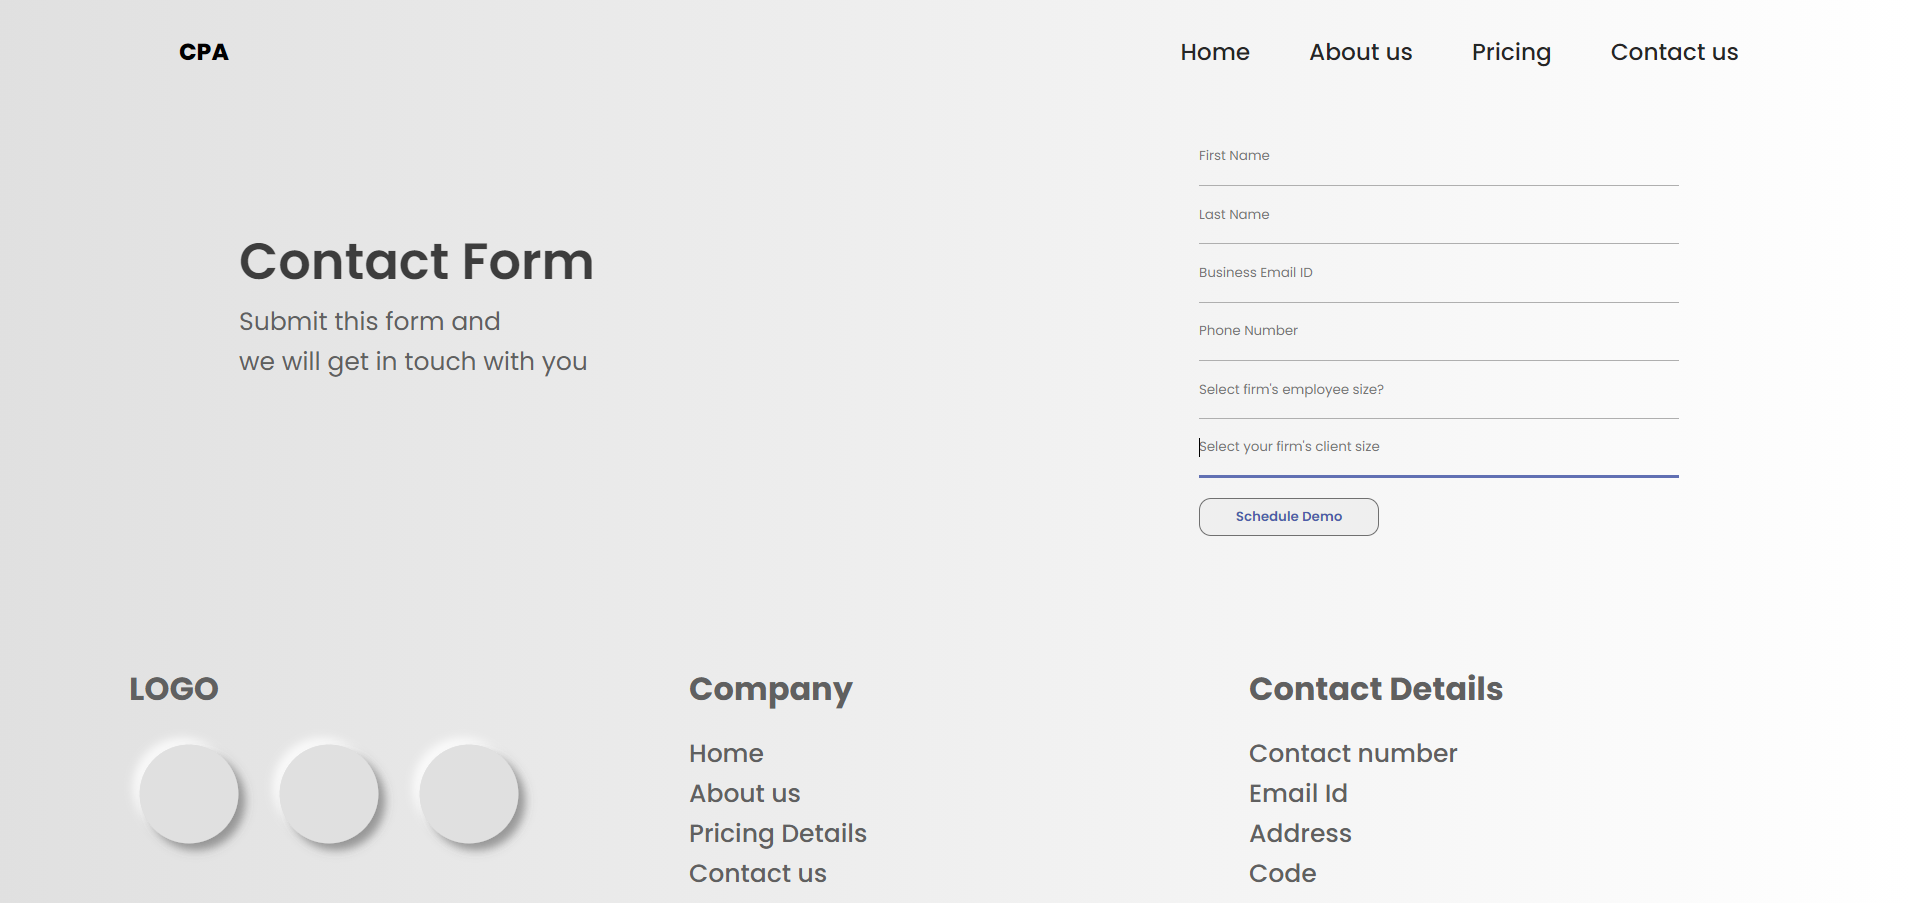 CPA
Home
About us
Pricing
Contact us
Contact Form
Submit this form and
we will get in touch with you
First Name
Last Name
Business Email ID
Phone Number
Select firm's employee size?
Select your firm's client size
Schedule Demo
LOGO
Company
Home
About us
Pricing Details
Contact us
Contact Details
Contact number
Email Id
Address
Code